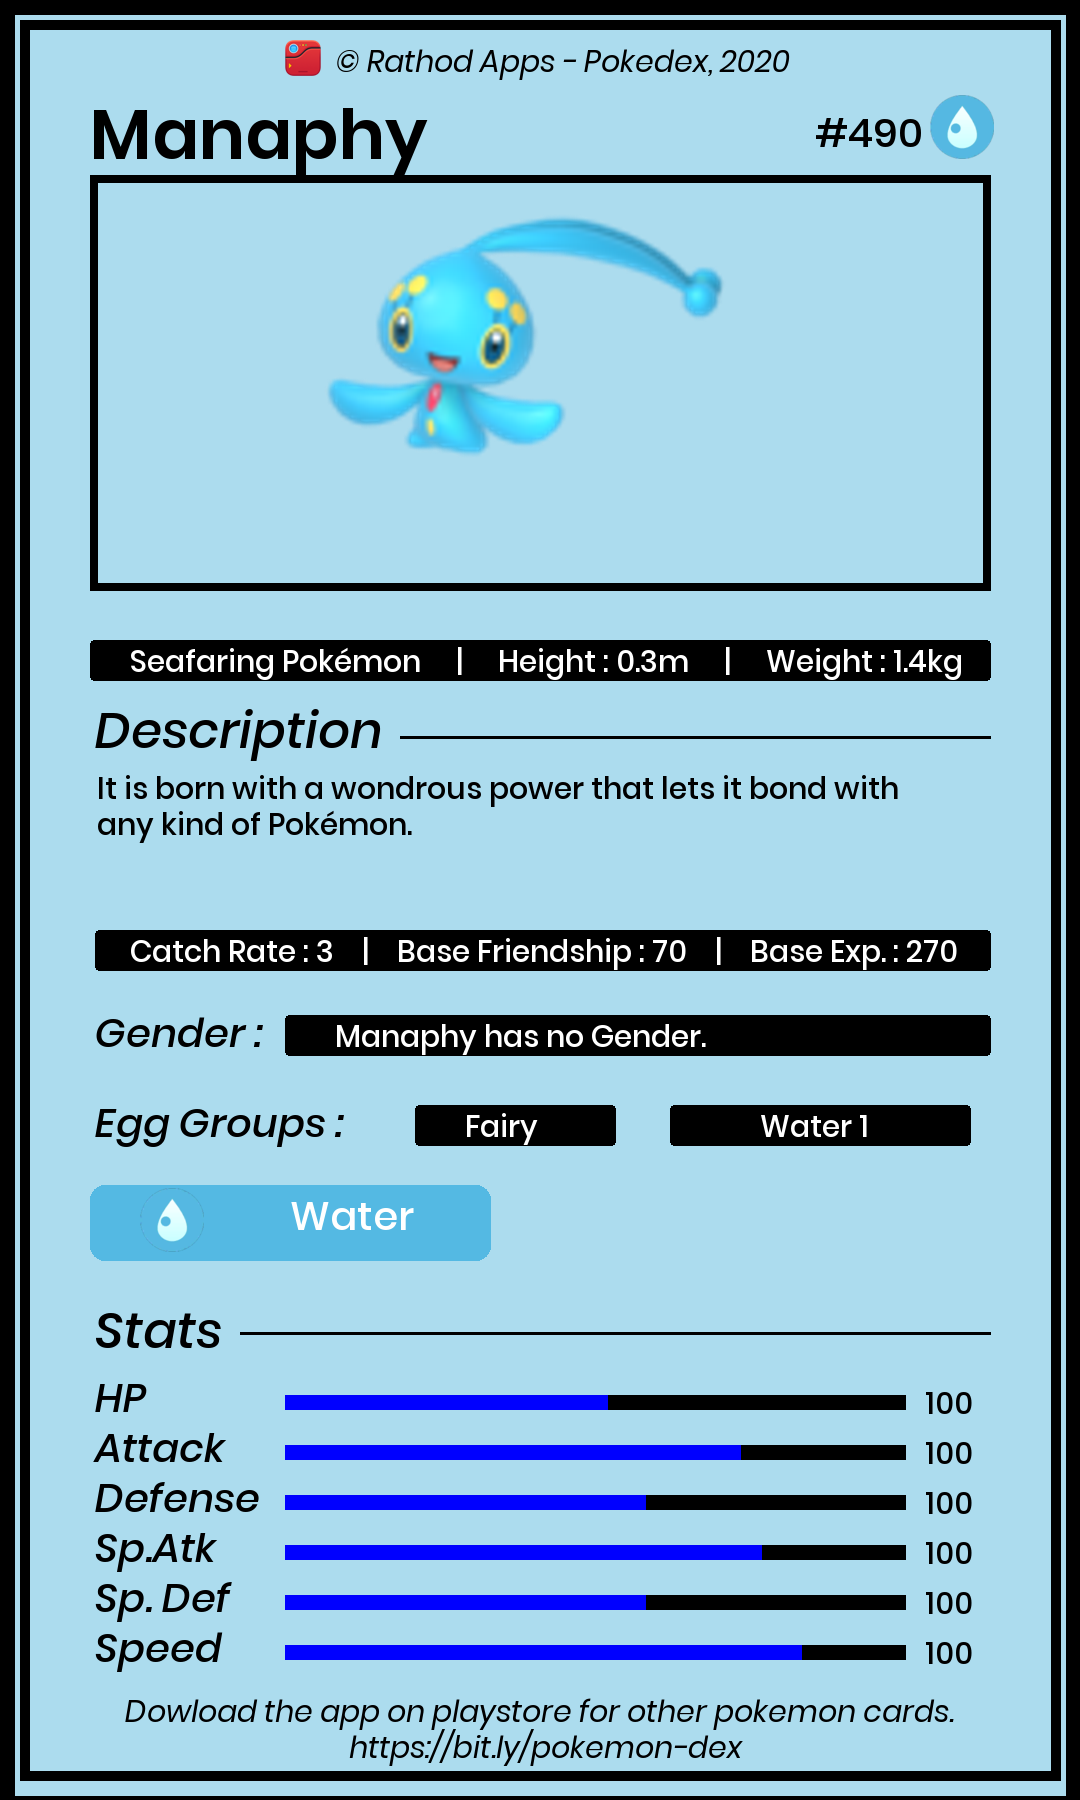 © Rathod Apps - Pokedex, 2020
Manaphy
#490
Seafaring Pokémon | Height : 0.3m | Weight : 1.4kg
Description
It is born with a wondrous power that lets it bond with
any kind of Pokémon.
Catch Rate : 3 | Base Friendship : 70 | Base Exp. : 270
Gender : Manaphy has no Gender.
Egg Groups : Fairy Water 1
Water
Stats
HP 100
Attack 100
Defense 100
Sp.Atk 100
Sp. Def 100
Speed 100
Dowload the app on playstore for other pokemon cards.
https://bit.ly/pokemon-dex